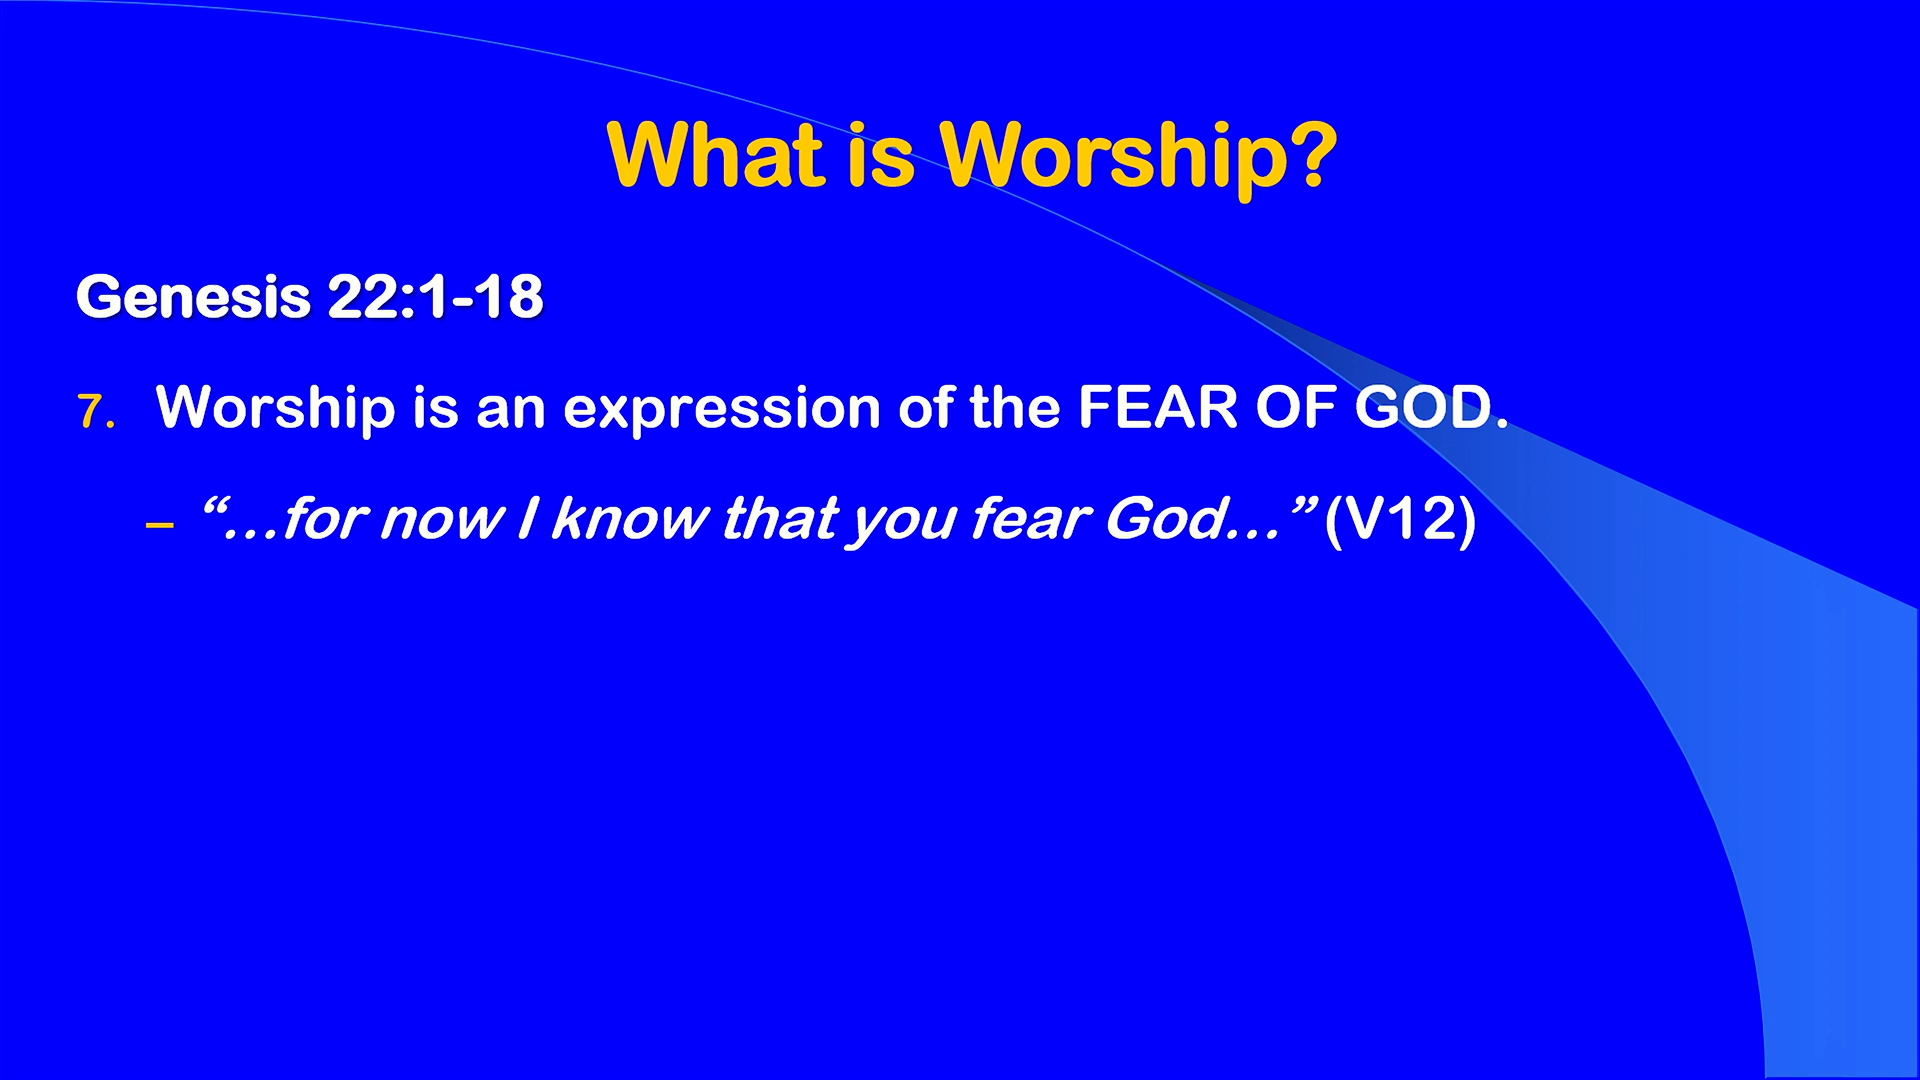 What is Worship?
Genesis 22:1-18
7. Worship is an expression of the FEAR OF GOD.
– “…for now I know that you fear God…” (V12)